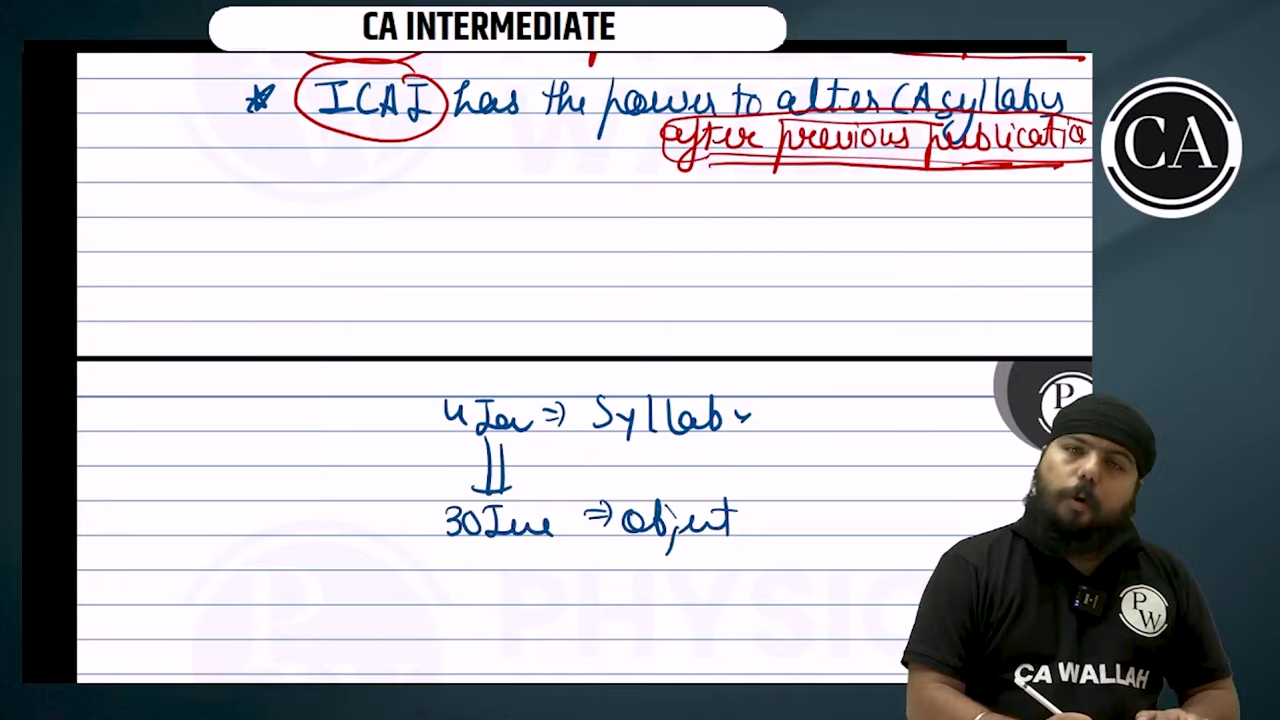 CA INTERMEDIATE
ICAI has the power to alter CA syllabus
after previous publicatio
CA
4 Jan ⇒ Syllabus
30 June ⇒ object
P
PW
CA WALLAH
PHYSIC